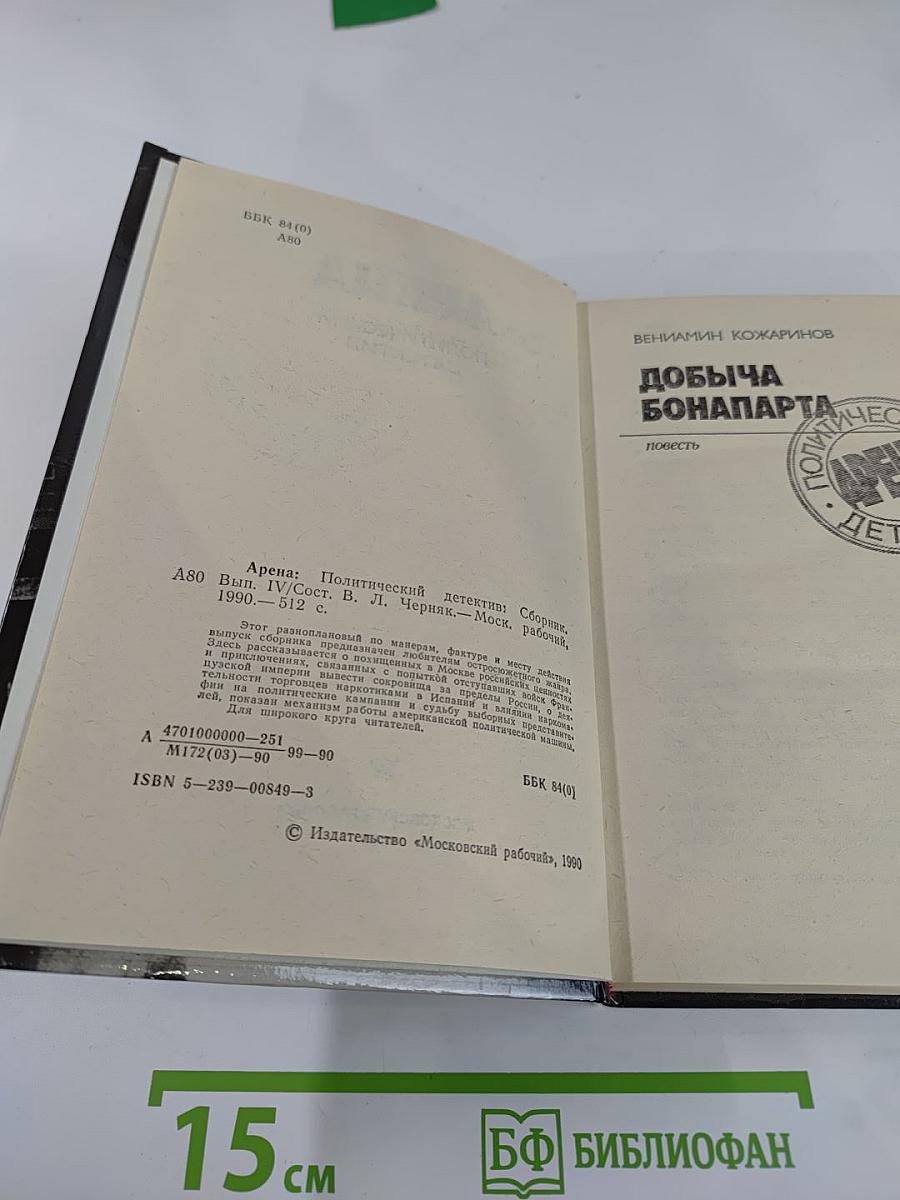 ББК 84(0)
А80
Арена: Политический детектив: Сборник.
А80 Вып. IV/Сост. В. Л. Черняк.— Моск. рабочий,
1990.— 512 с.
Этот разноплановый по манерам, фактуре и месту действия
выпуск сборника предназначен любителям остросюжетного жанра.
Здесь рассказывается о похищенных в Москве российских ценностях
и приключениях, связанных с попыткой отступавших войск Фран-
цузской империи вывести сокровища за пределы России, о дея-
тельности торговцев наркотиками в Испании и влиянии наркома-
фии на политические кампании и судьбу выборных представите-
лей, показан механизм работы американской политической машины.
Для широкого круга читателей.
А 4701000000—251
М172(03)—90 99—90
ББК 84(0)
ISBN 5—239—00849—3
© Издательство «Московский рабочий», 1990
ВЕНИАМИН КОЖАРИНОВ
ДОБЫЧА
БОНАПАРТА
повесть
ПОЛИТИЧЕСК
АРЕН
ДЕТ
15 см
БФ БИБЛИОФАН